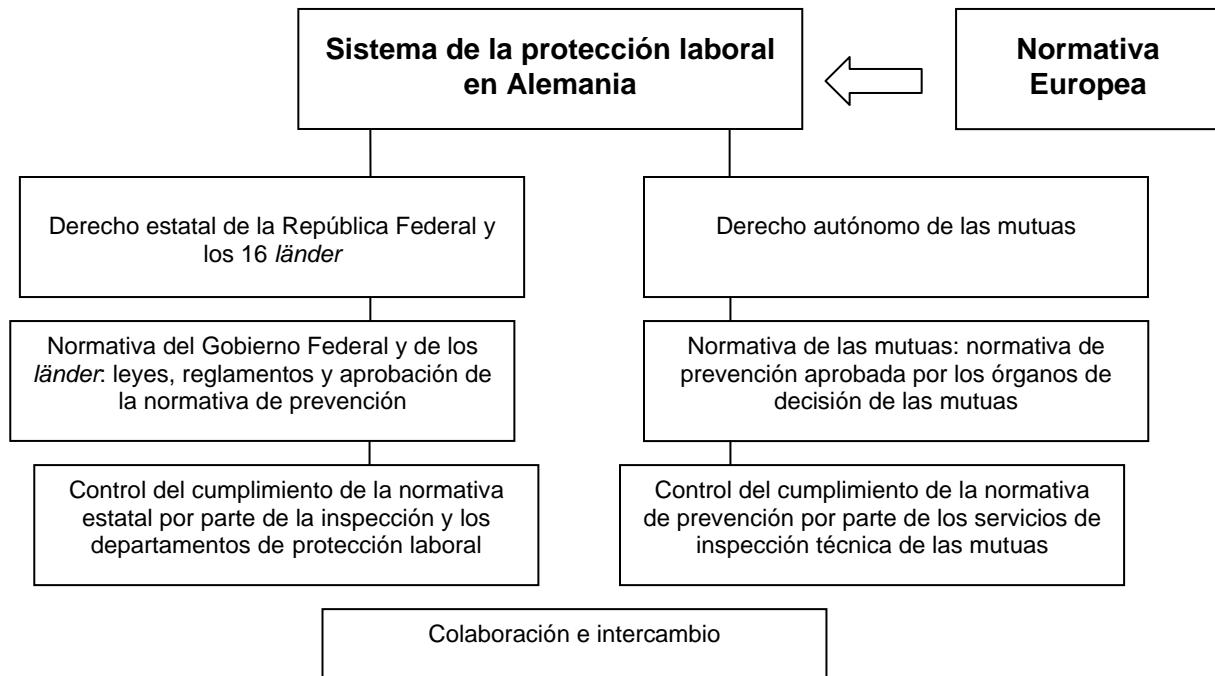 Sistema de la protección laboral
en Alemania
Normativa
Europea
Derecho estatal de la República Federal y
los 16 länder
Derecho autónomo de las mutuas
Normativa del Gobierno Federal y de los
länder: leyes, reglamentos y aprobación de
la normativa de prevención
Normativa de las mutuas: normativa de
prevención aprobada por los órganos de
decisión de las mutuas
Control del cumplimiento de la normativa
estatal por parte de la inspección y los
departamentos de protección laboral
Control del cumplimiento de la normativa
de prevención por parte de los servicios de
inspección técnica de las mutuas
Colaboración e intercambio